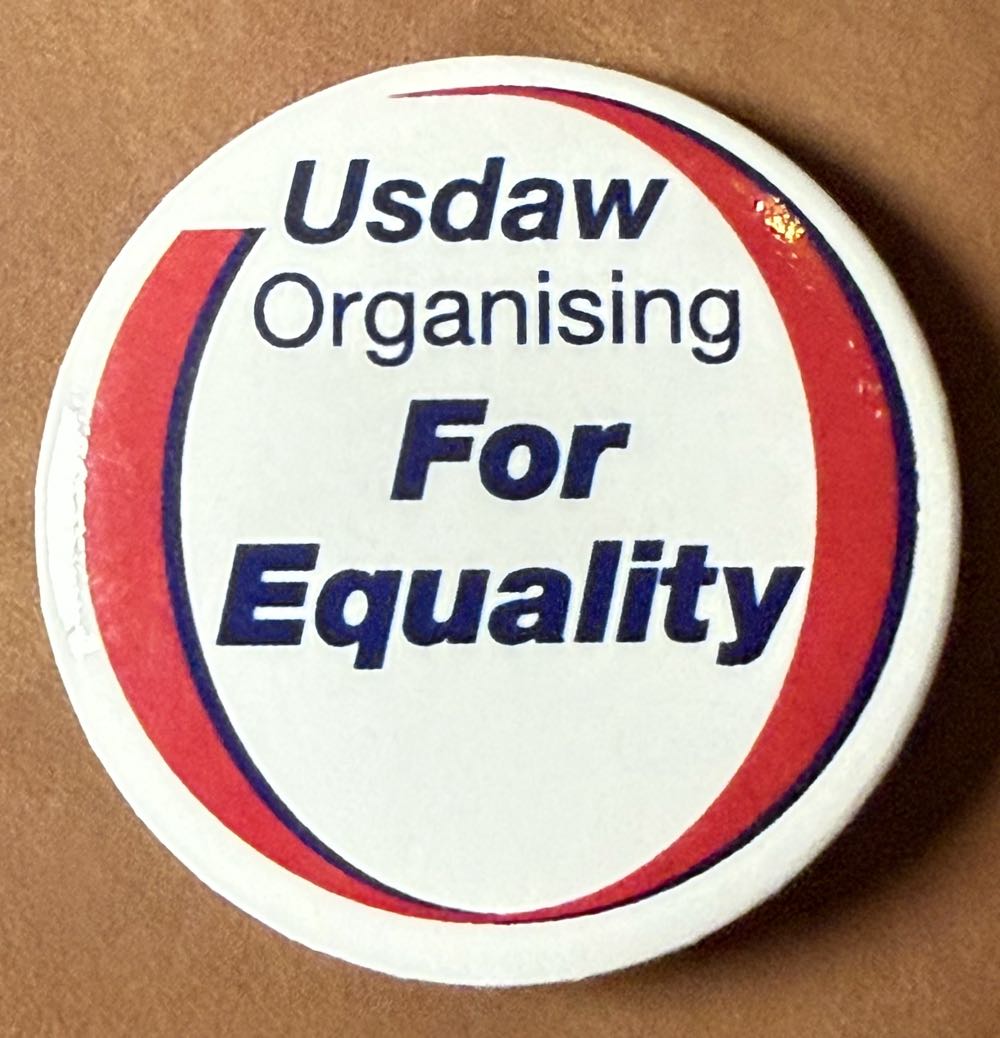 Usdaw
Organising
For
Equality